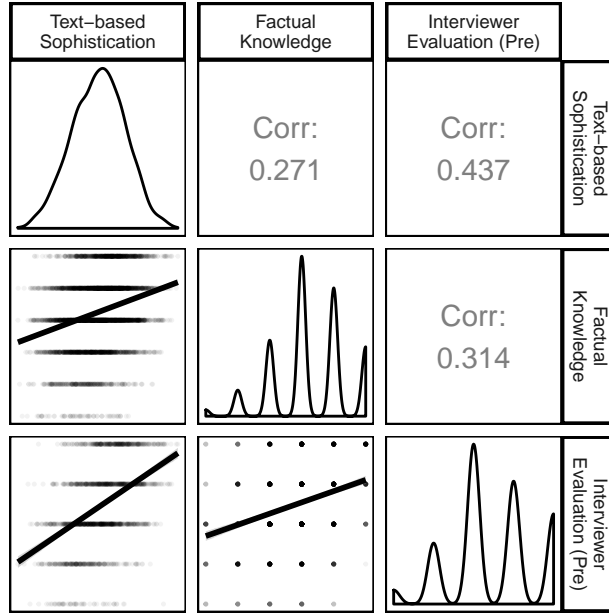 Text−based
Sophistication
Factual
Knowledge
Interviewer
Evaluation (Pre)
Corr:
0.271
Corr:
0.437
Text−based
Sophistication
Corr:
0.314
Factual
Knowledge
Interviewer
Evaluation (Pre)